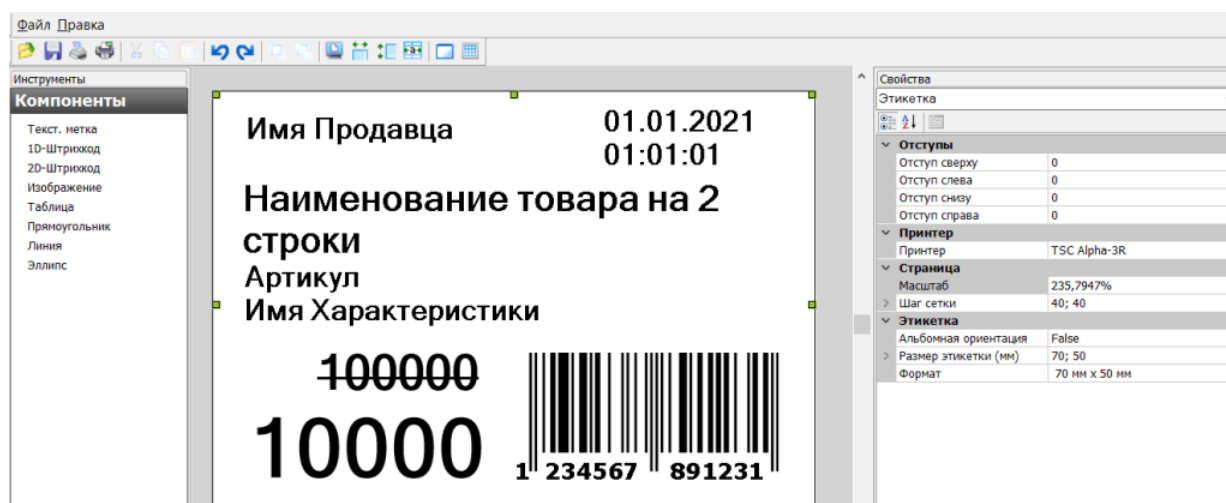 Файл Правка
Инструменты
Компоненты
Текст. метка
1D-Штрихкод
2D-Штрихкод
Изображение
Таблица
Прямоугольник
Линия
Эллипс
Имя Продавца
01.01.2021
01:01:01
Наименование товара на 2
строки
Артикул
Имя Характеристики
100000
10000
1 234567 891231
Свойства
Этикетка
Отступы
Отступ сверху 0
Отступ слева 0
Отступ снизу 0
Отступ справа 0
Принтер
Принтер TSC Alpha-3R
Страница
Масштаб 235,7947%
Шаг сетки 40; 40
Этикетка
Альбомная ориентация False
Размер этикетки (мм) 70; 50
Формат 70 мм x 50 мм